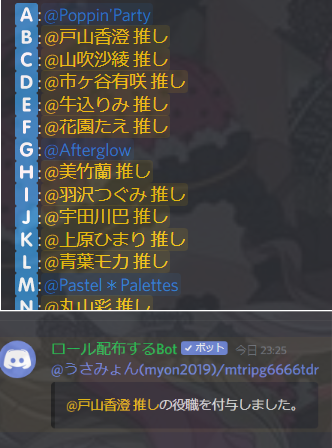 A:@Poppin'Party
B:@戸山香澄 推し
C:@山吹沙綾 推し
D:@市ヶ谷有咲 推し
E:@牛込りみ 推し
F:@花園たえ 推し
G:@Afterglow
H:@美竹蘭 推し
I:@羽沢つぐみ 推し
J:@宇田川巴 推し
K:@上原ひまり 推し
L:@青葉モカ 推し
M:@Pastel＊Palettes
N:@丸山彩 推し
ロール配布するBot ✔ボット 今日 23:25
@うさみょん(myon2019)/mtripg6666tdr
@戸山香澄 推しの役職を付与しました。